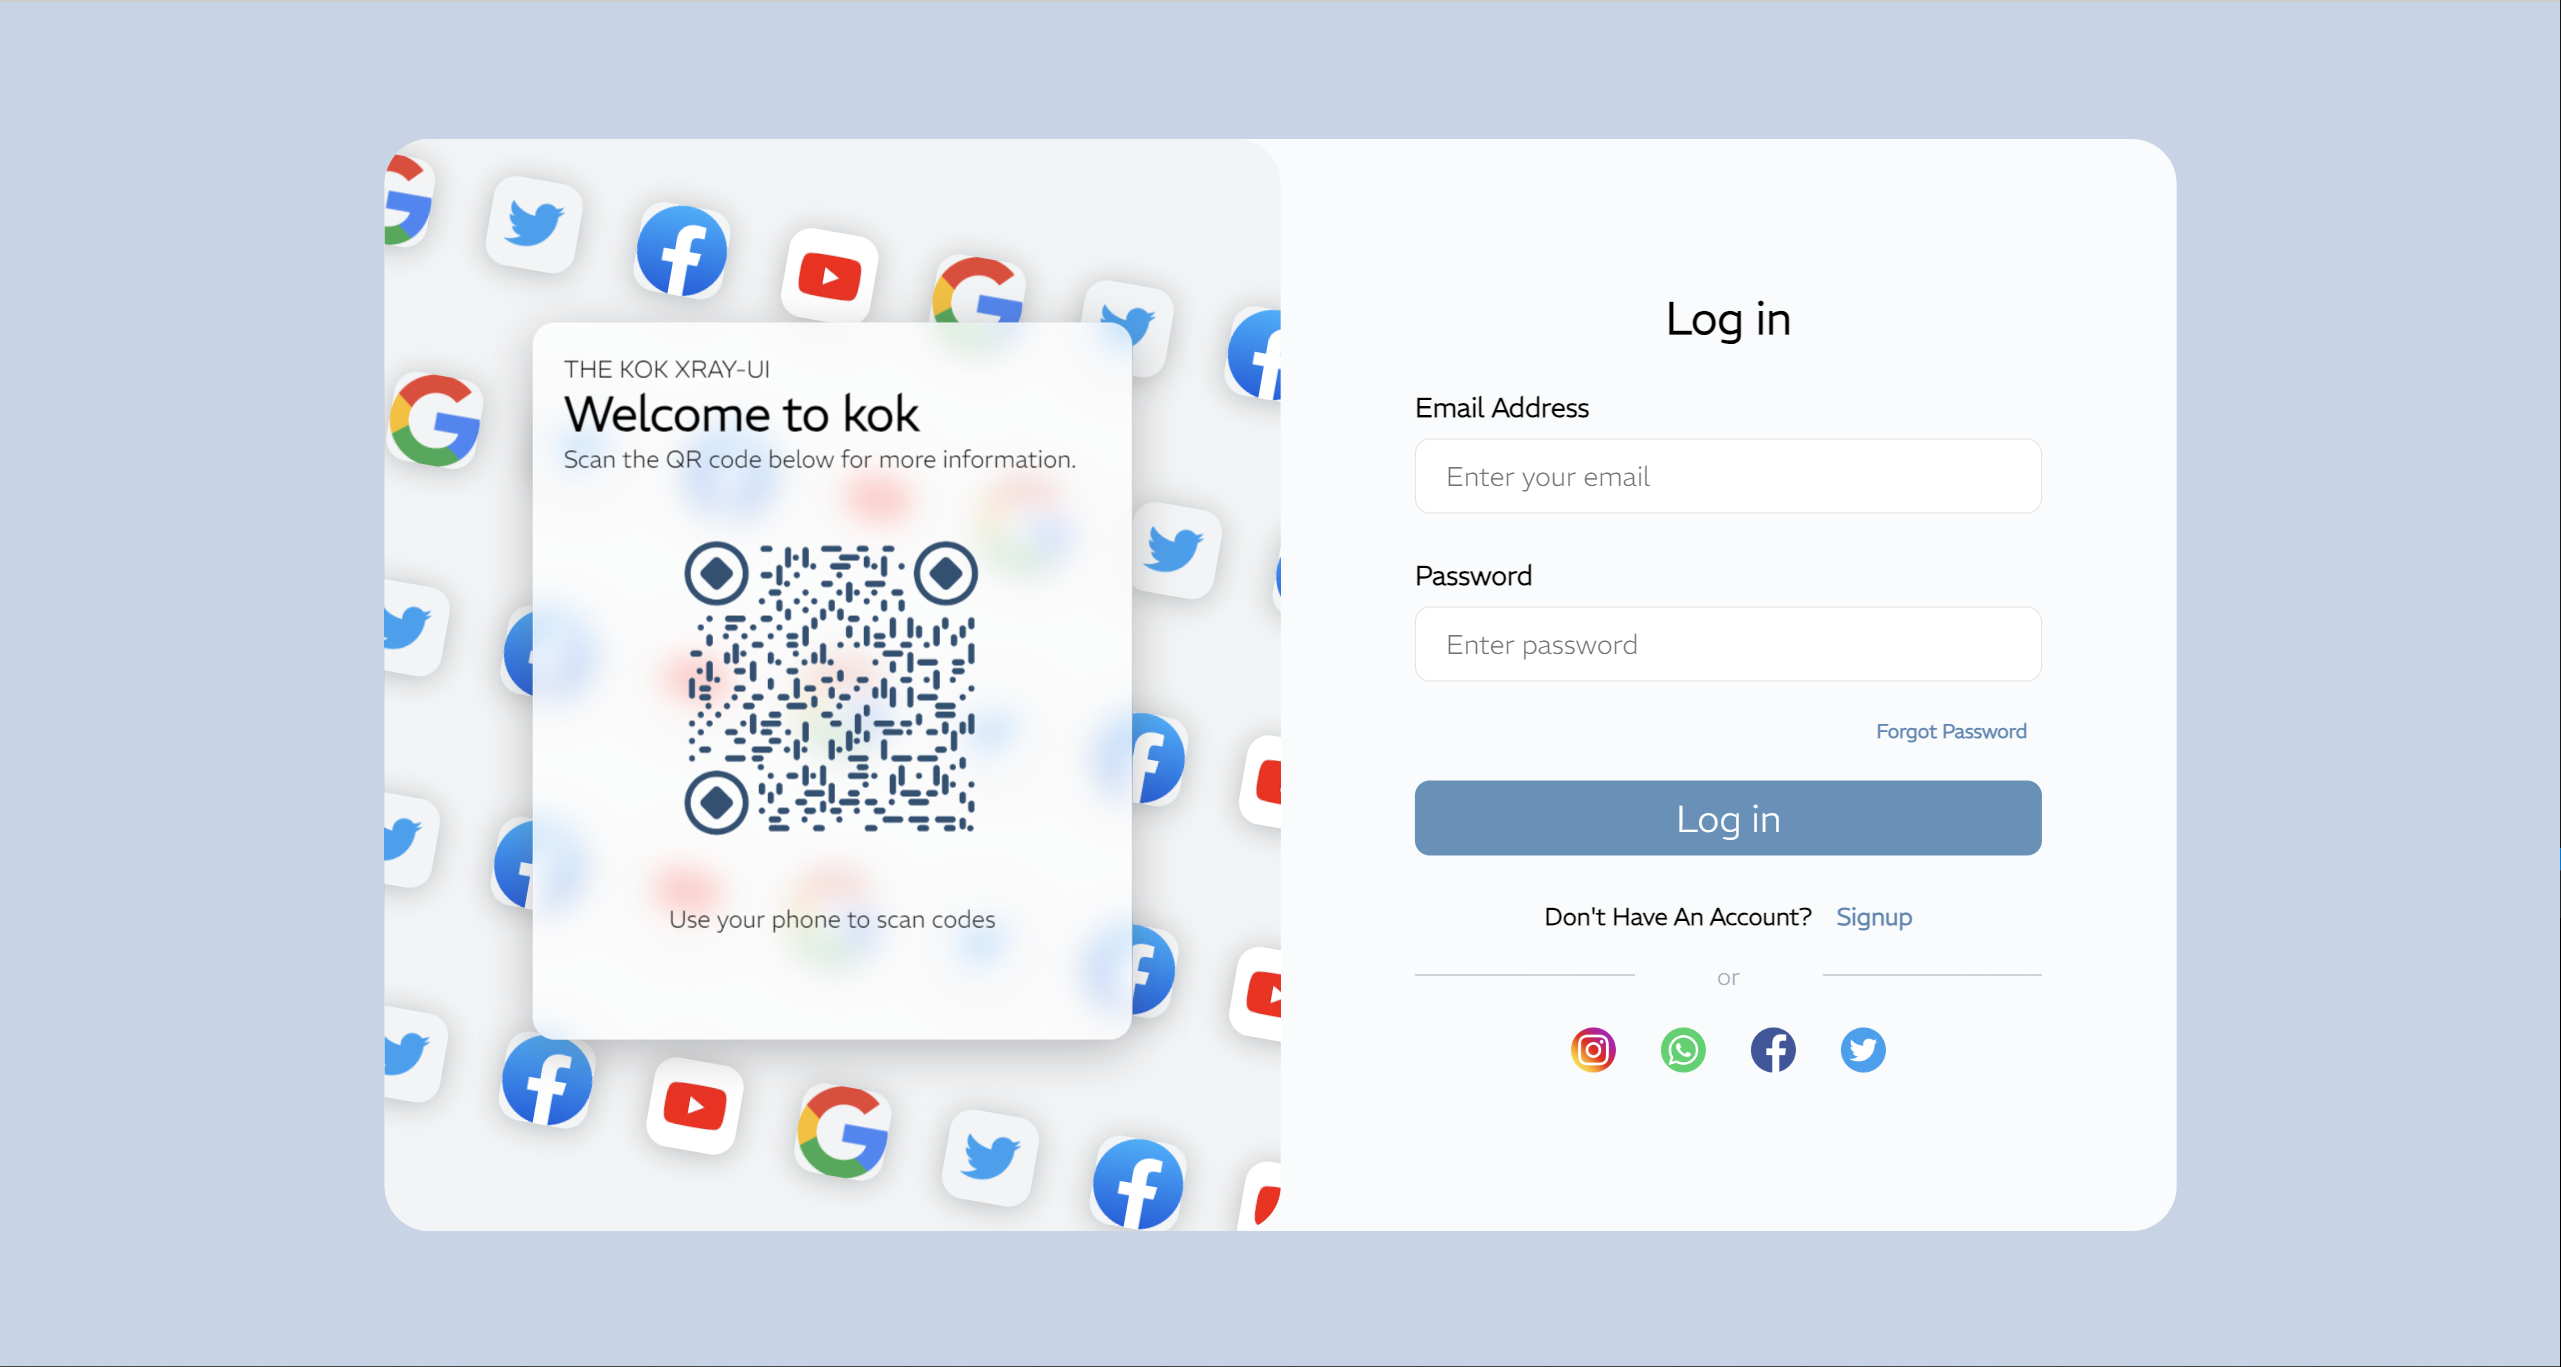 THE KOK XRAY-UI
Welcome to kok
Scan the QR code below for more information.
Use your phone to scan codes
Log in
Email Address
Enter your email
Password
Enter password
Forgot Password
Log in
Don't Have An Account? Signup
or